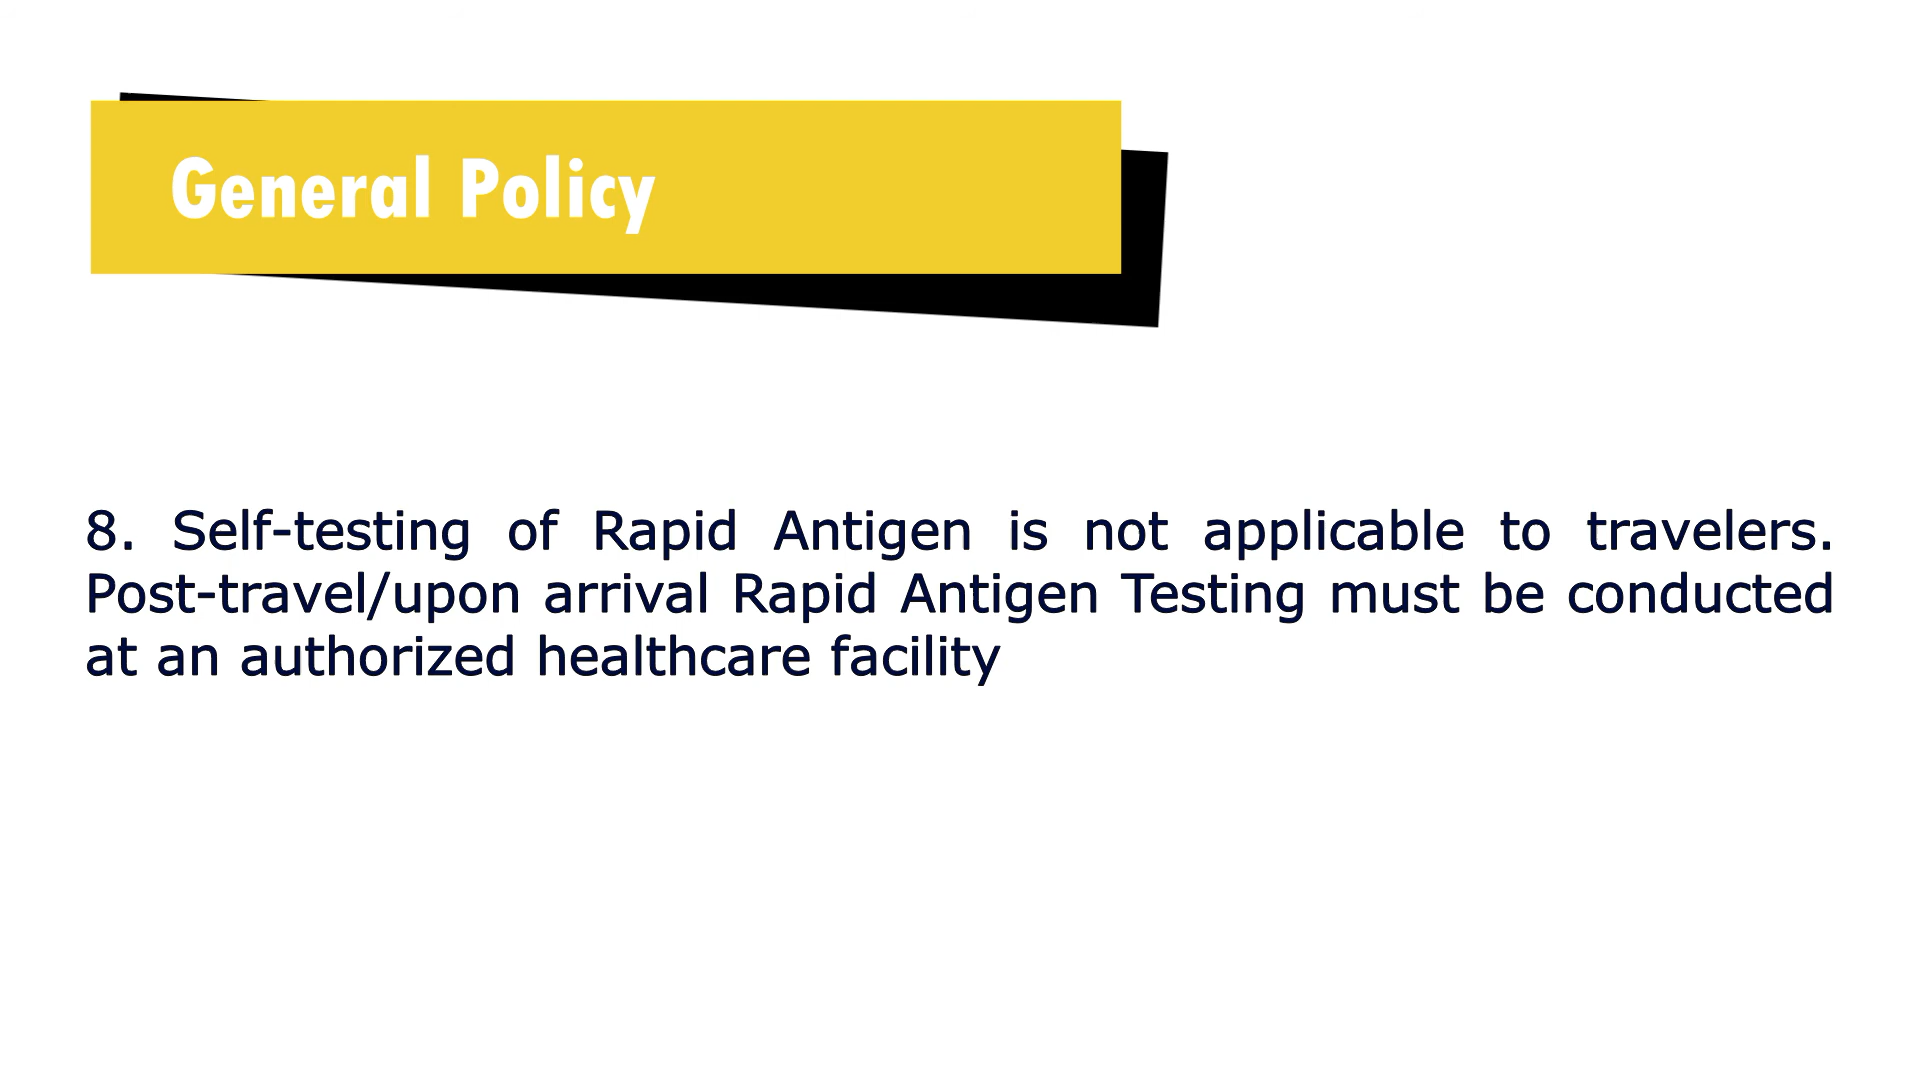 General Policy
8. Self-testing of Rapid Antigen is not applicable to travelers.
Post-travel/upon arrival Rapid Antigen Testing must be conducted
at an authorized healthcare facility